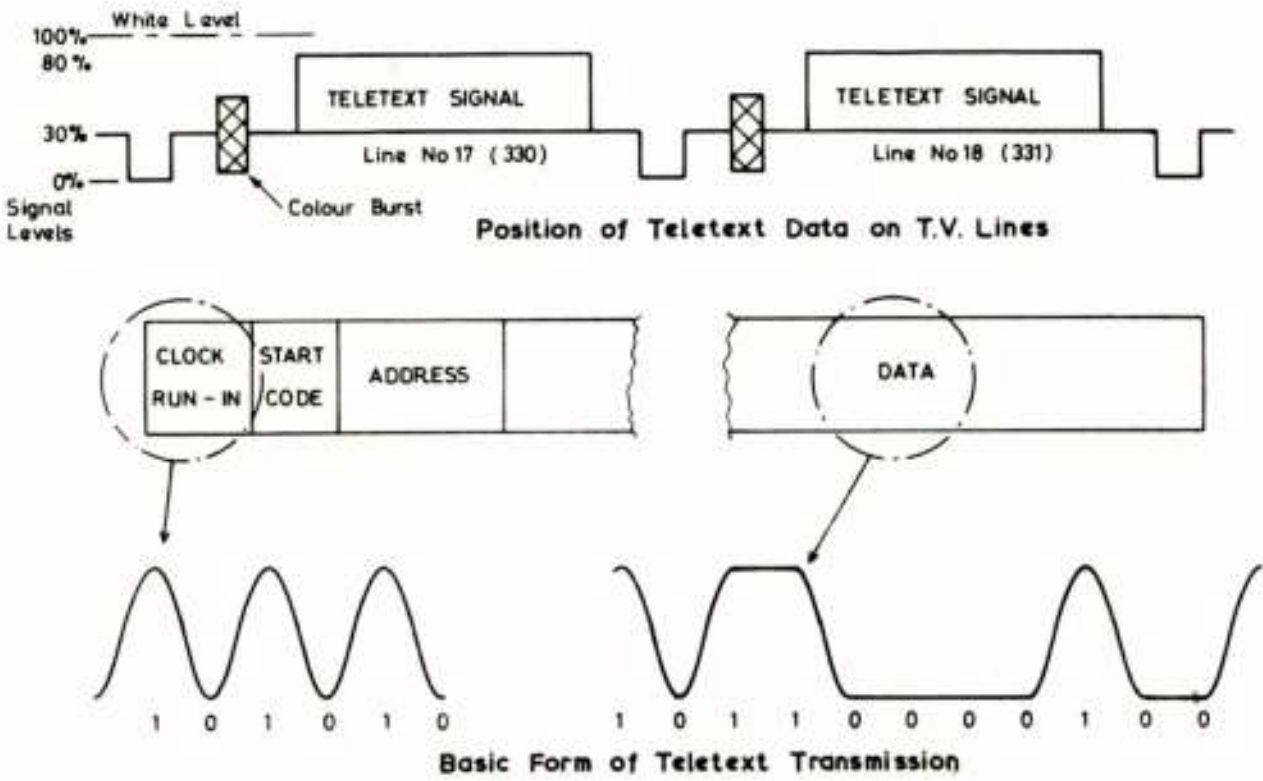 White Level
100%
80%
TELETEXT SIGNAL
TELETEXT SIGNAL
30%
Line No 17 (330)
Line No 18 (331)
0%
Signal
Levels
Colour Burst
Position of Teletext Data on T.V. Lines
CLOCK
RUN-IN
START
CODE
ADDRESS
DATA
1 0 1 0 1 0
1 0 1 1 0 0 0 0 1 0 0
Basic Form of Teletext Transmission